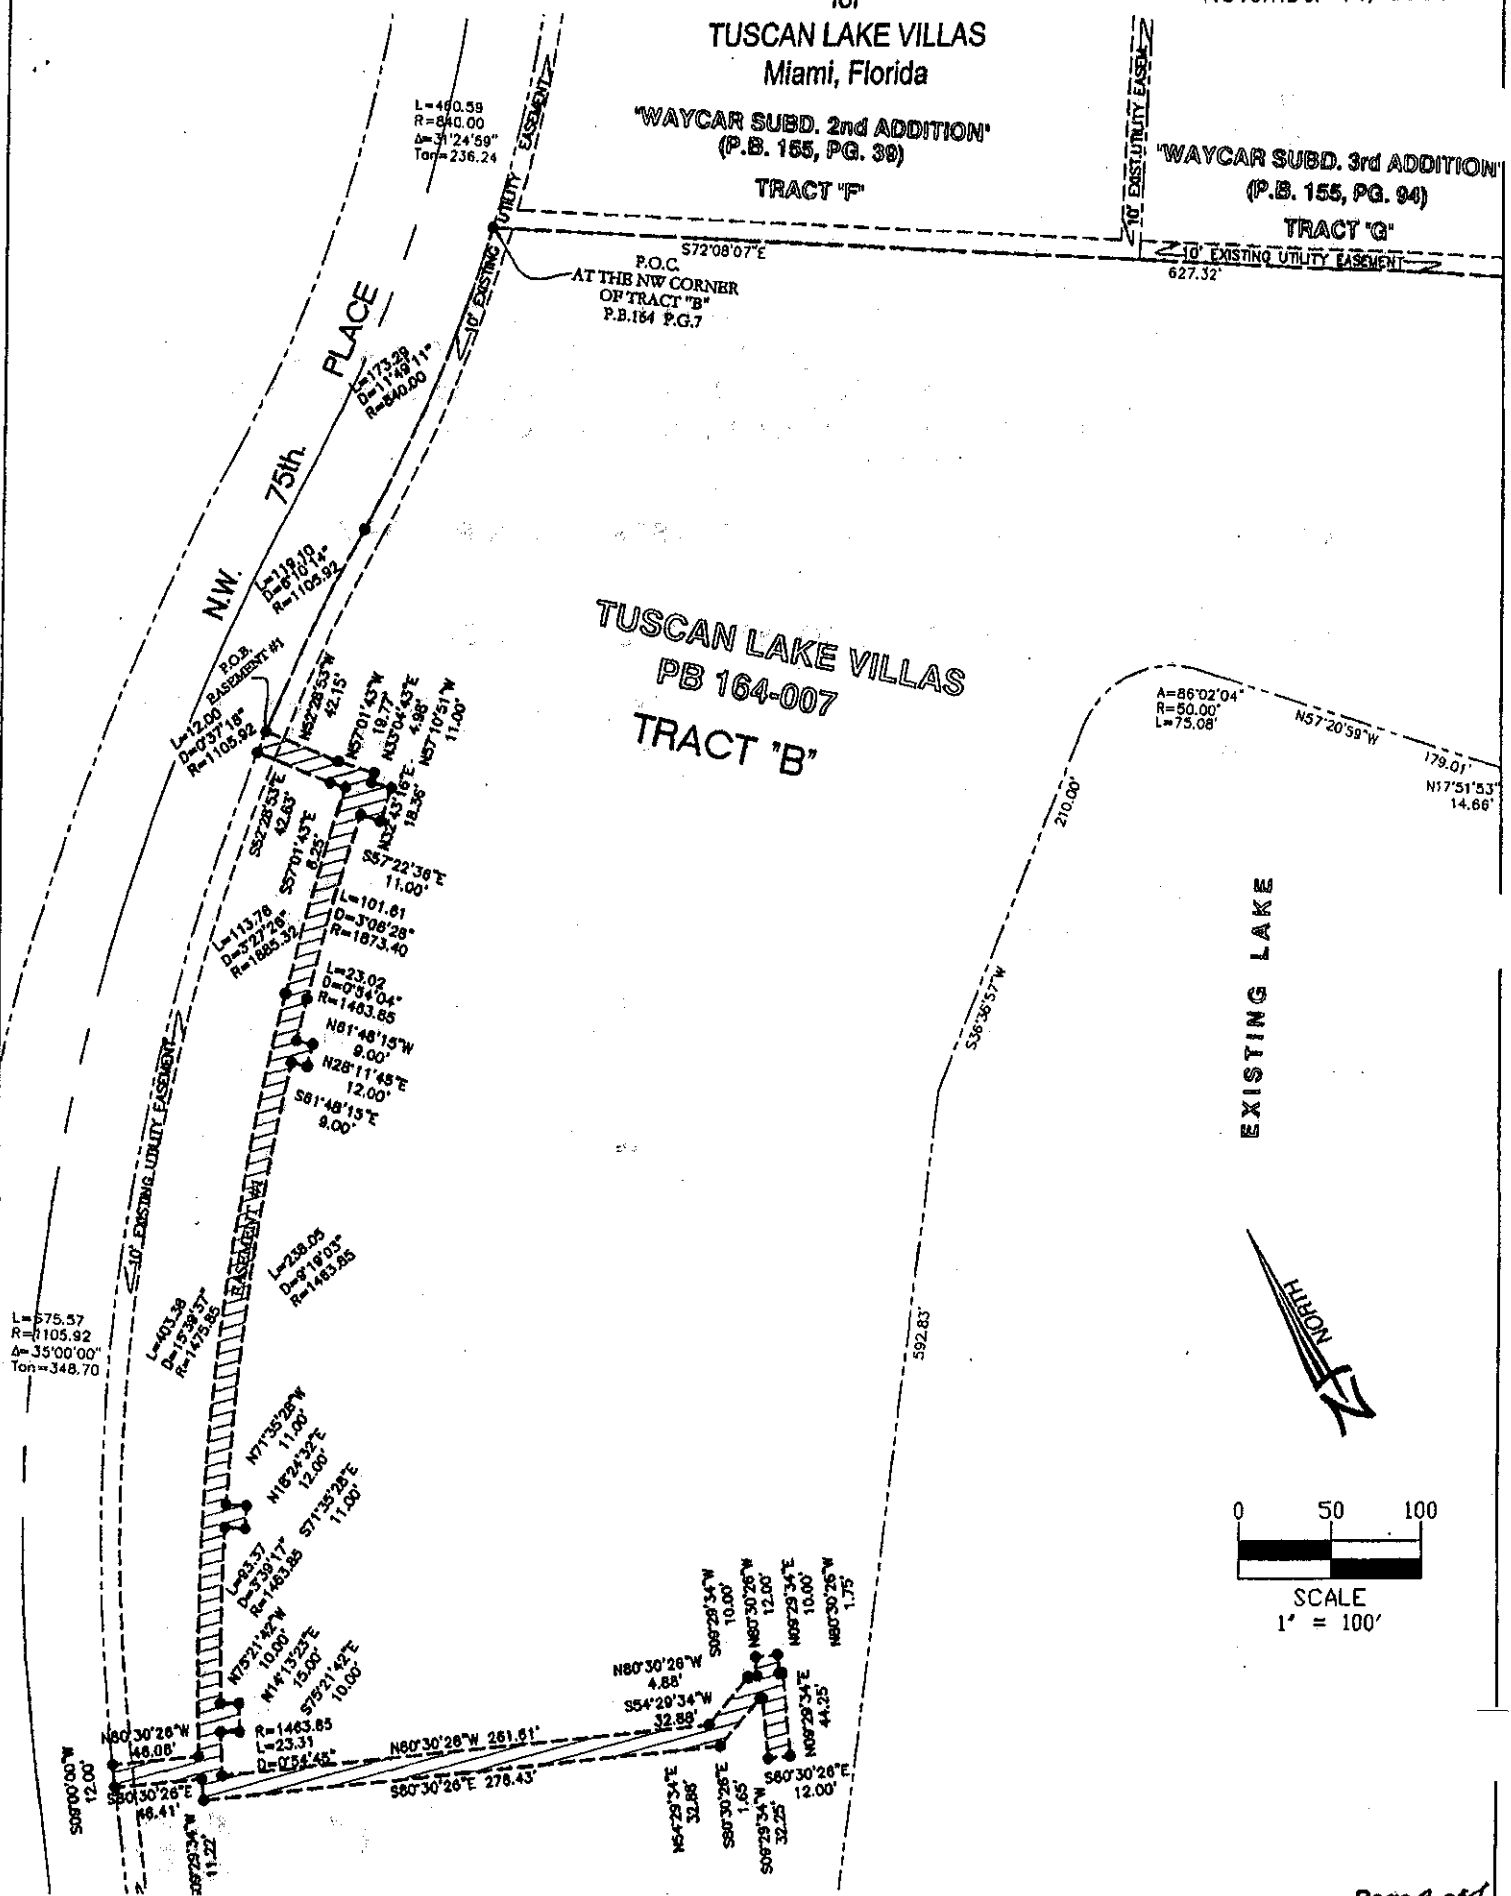 for
TUSCAN LAKE VILLAS
Miami, Florida
"WAYCAR SUBD. 2nd ADDITION"
(P.B. 155, PG. 39)
TRACT "F"
10' EXIST.UTILITY EASEM.
"WAYCAR SUBD. 3rd ADDITION"
(P.B. 155, PG. 94)
TRACT "G"
10' EXISTING UTILITY EASEMENT
627.32'
S72°08'07"E
L=460.59
R=840.00
Δ=31°24'59"
Tan=236.24
10' EXISTING UTILITY EASEMENT
P.O.C.
AT THE NW CORNER
OF TRACT "B"
P.B.164 P.G.7
N.W. 75th. PLACE
L=173.29
D=11°49'11"
R=840.00
L=119.10
D=6°10'14"
R=1105.92
P.O.B.
EASEMENT #1
L=12.00
D=0°37'18"
R=1105.92
N52°28'53"W
42.15'
N57°01'43"W
19.77'
N33°04'43"E
4.98'
N57°10'51"W
11.00'
N32°43'16"E
18.36'
S52°28'53"E
42.63'
S57°01'43"E
8.25'
S57°22'36"E
11.00'
TUSCAN LAKE VILLAS
PB 164-007
TRACT "B"
A=86°02'04"
R=50.00'
L=75.08'
N57°20'59"W
179.01'
N17°51'53"
14.66'
210.00'
S36°36'57"W
EXISTING LAKE
592.83'
L=113.76
D=3°27'26"
R=1885.32
L=101.61
D=3°06'28"
R=1873.40
L=23.02
D=0°54'04"
R=1463.85
N61°48'15"W
9.00'
N28°11'45"E
12.00'
S61°48'15"E
9.00'
10' EXISTING UTILITY EASEMENT
EASEMENT #1
L=238.05
D=9°19'03"
R=1463.85
L=403.38
D=15°39'37"
R=1475.85
L=675.57
R=1105.92
Δ=35°00'00"
Tan=348.70
N71°35'28"W
11.00'
N18°24'32"E
12.00'
S71°35'28"E
11.00'
L=93.37
D=3°39'17"
R=1463.85
N75°21'42"W
10.00'
N14°13'23"E
15.00'
S75°21'42"E
10.00'
R=1463.85
L=23.31
D=0°54'45"
N80°30'26"W
46.08'
S09°00'00"W
12.00'
S80°30'26"E
46.41'
S09°29'34"W
11.22'
N80°30'26"W 261.61'
S80°30'26"E 276.43'
N80°30'26"W
4.88'
S54°29'34"W
32.88'
S09°29'34"W
10.00'
N80°30'26"W
12.00'
N09°29'34"E
10.00'
N80°30'26"W
1.75'
N09°29'34"E
44.25'
S80°30'26"E
12.00'
S09°29'34"W
32.25'
S80°30'26"E
1.65'
N54°29'34"E
32.88'
NORTH
0 50 100
SCALE
1" = 100'